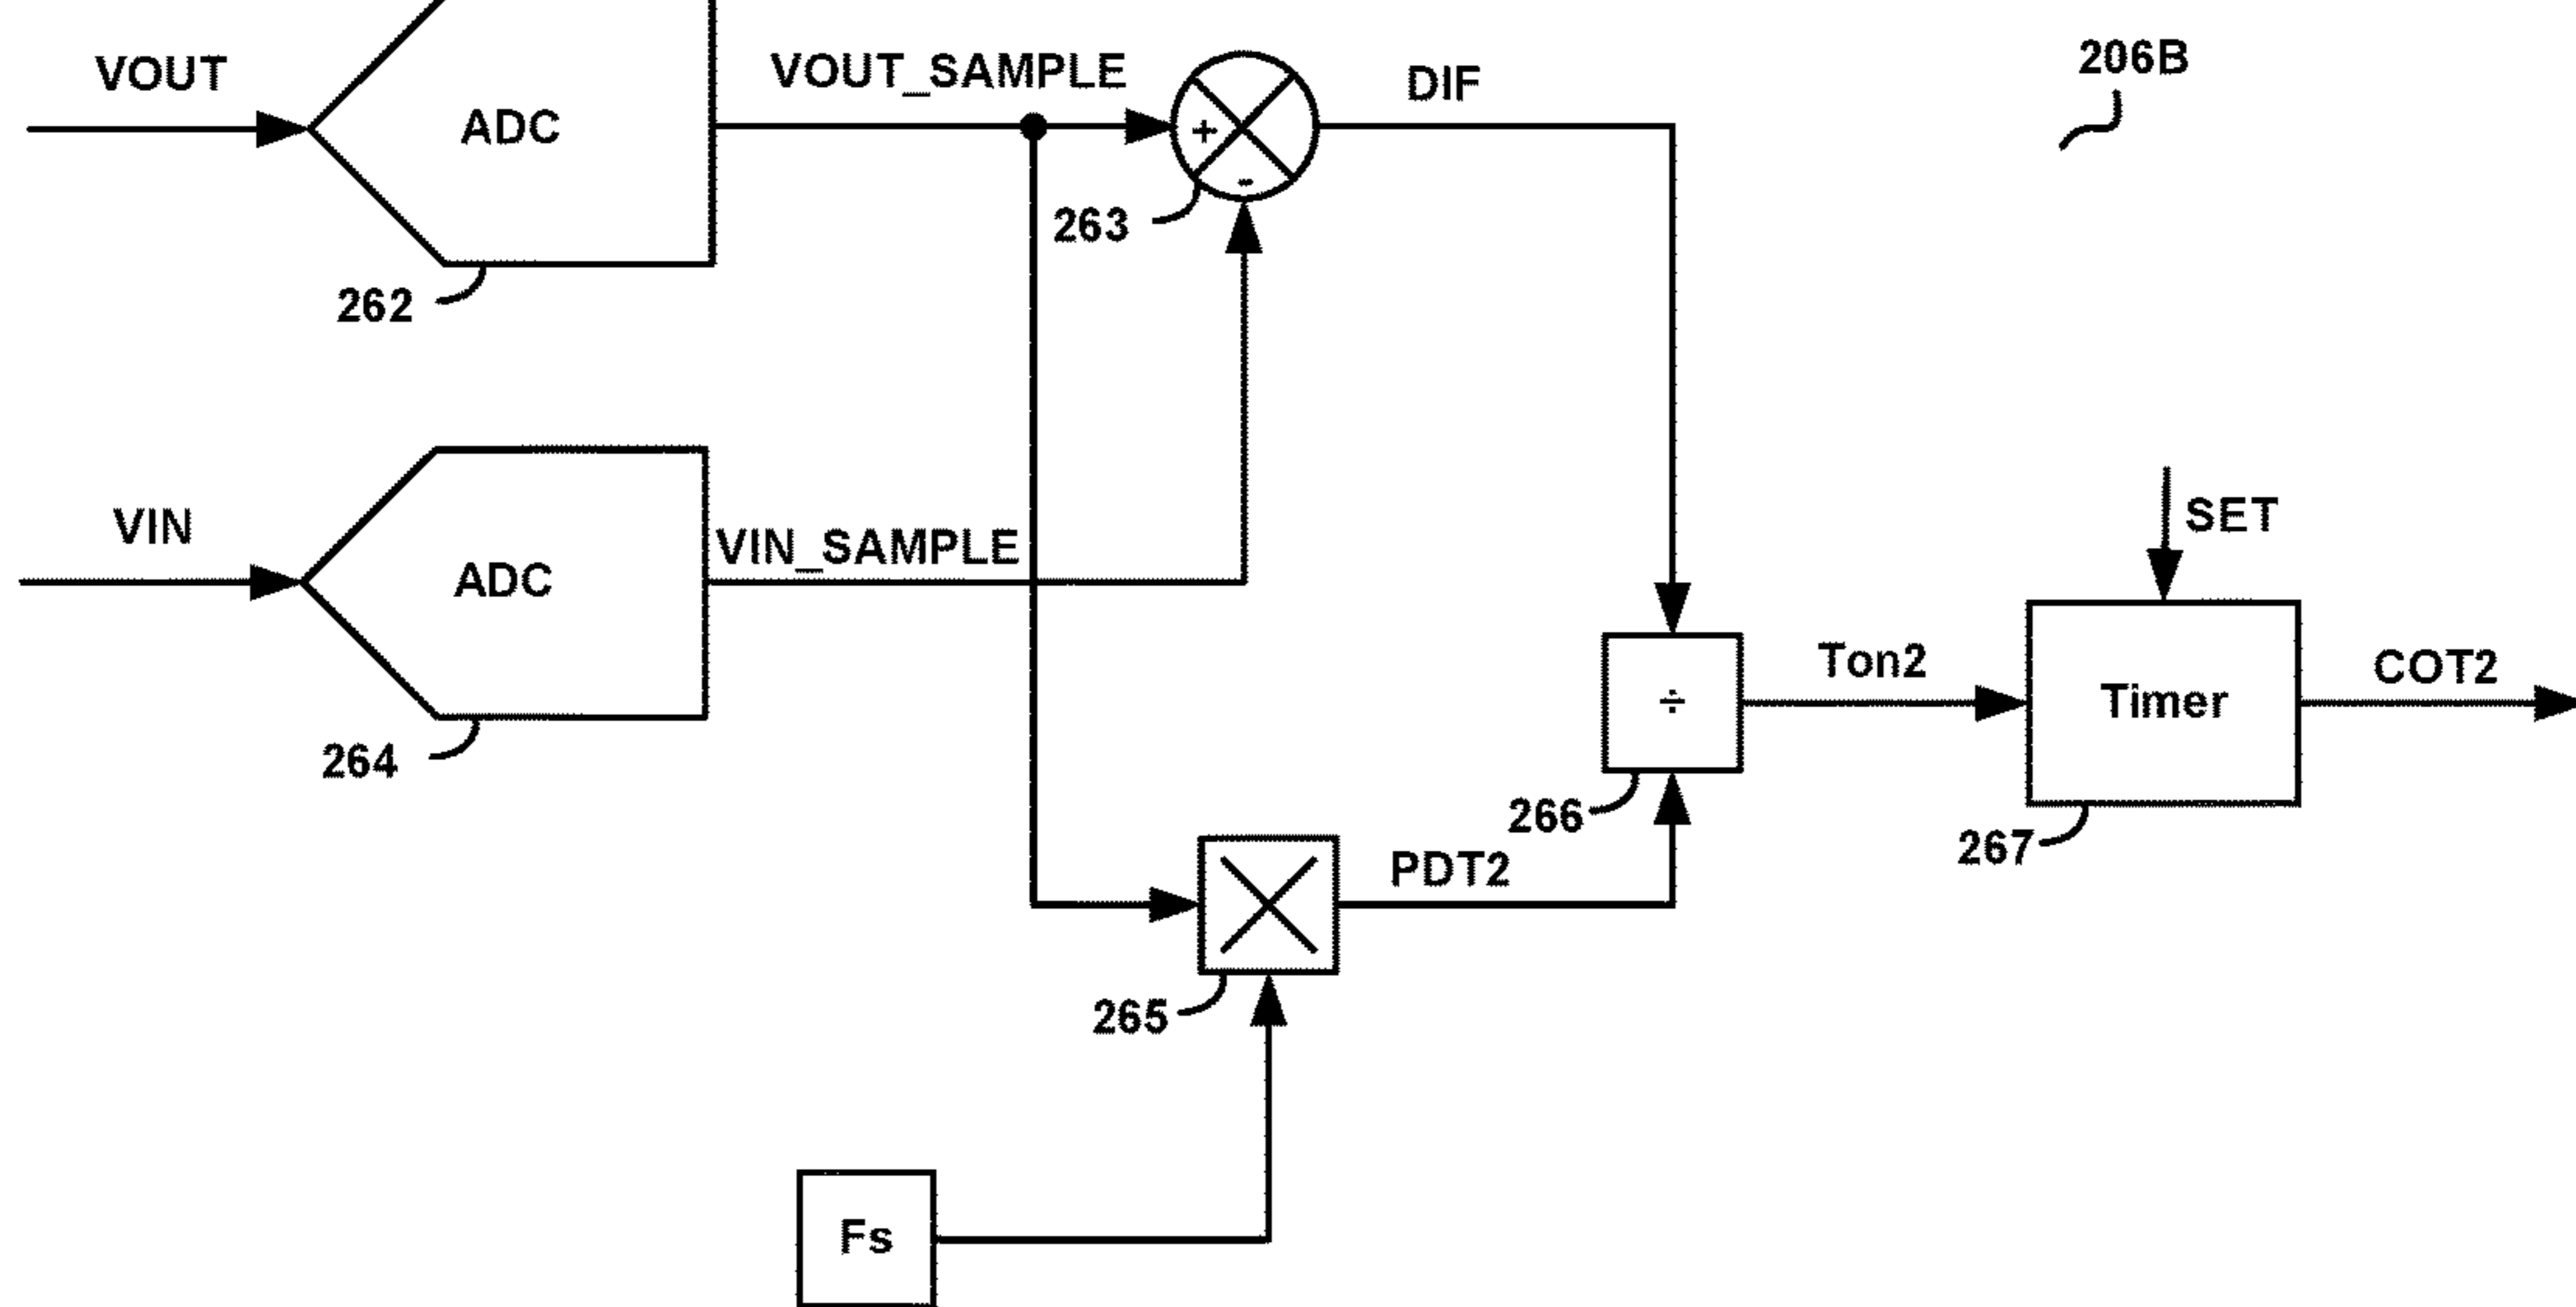 VOUT
ADC
VOUT_SAMPLE
+
-
DIF
206B
263
262
VIN
ADC
VIN_SAMPLE
SET
264
÷
Ton2
Timer
COT2
266
267
PDT2
265
Fs